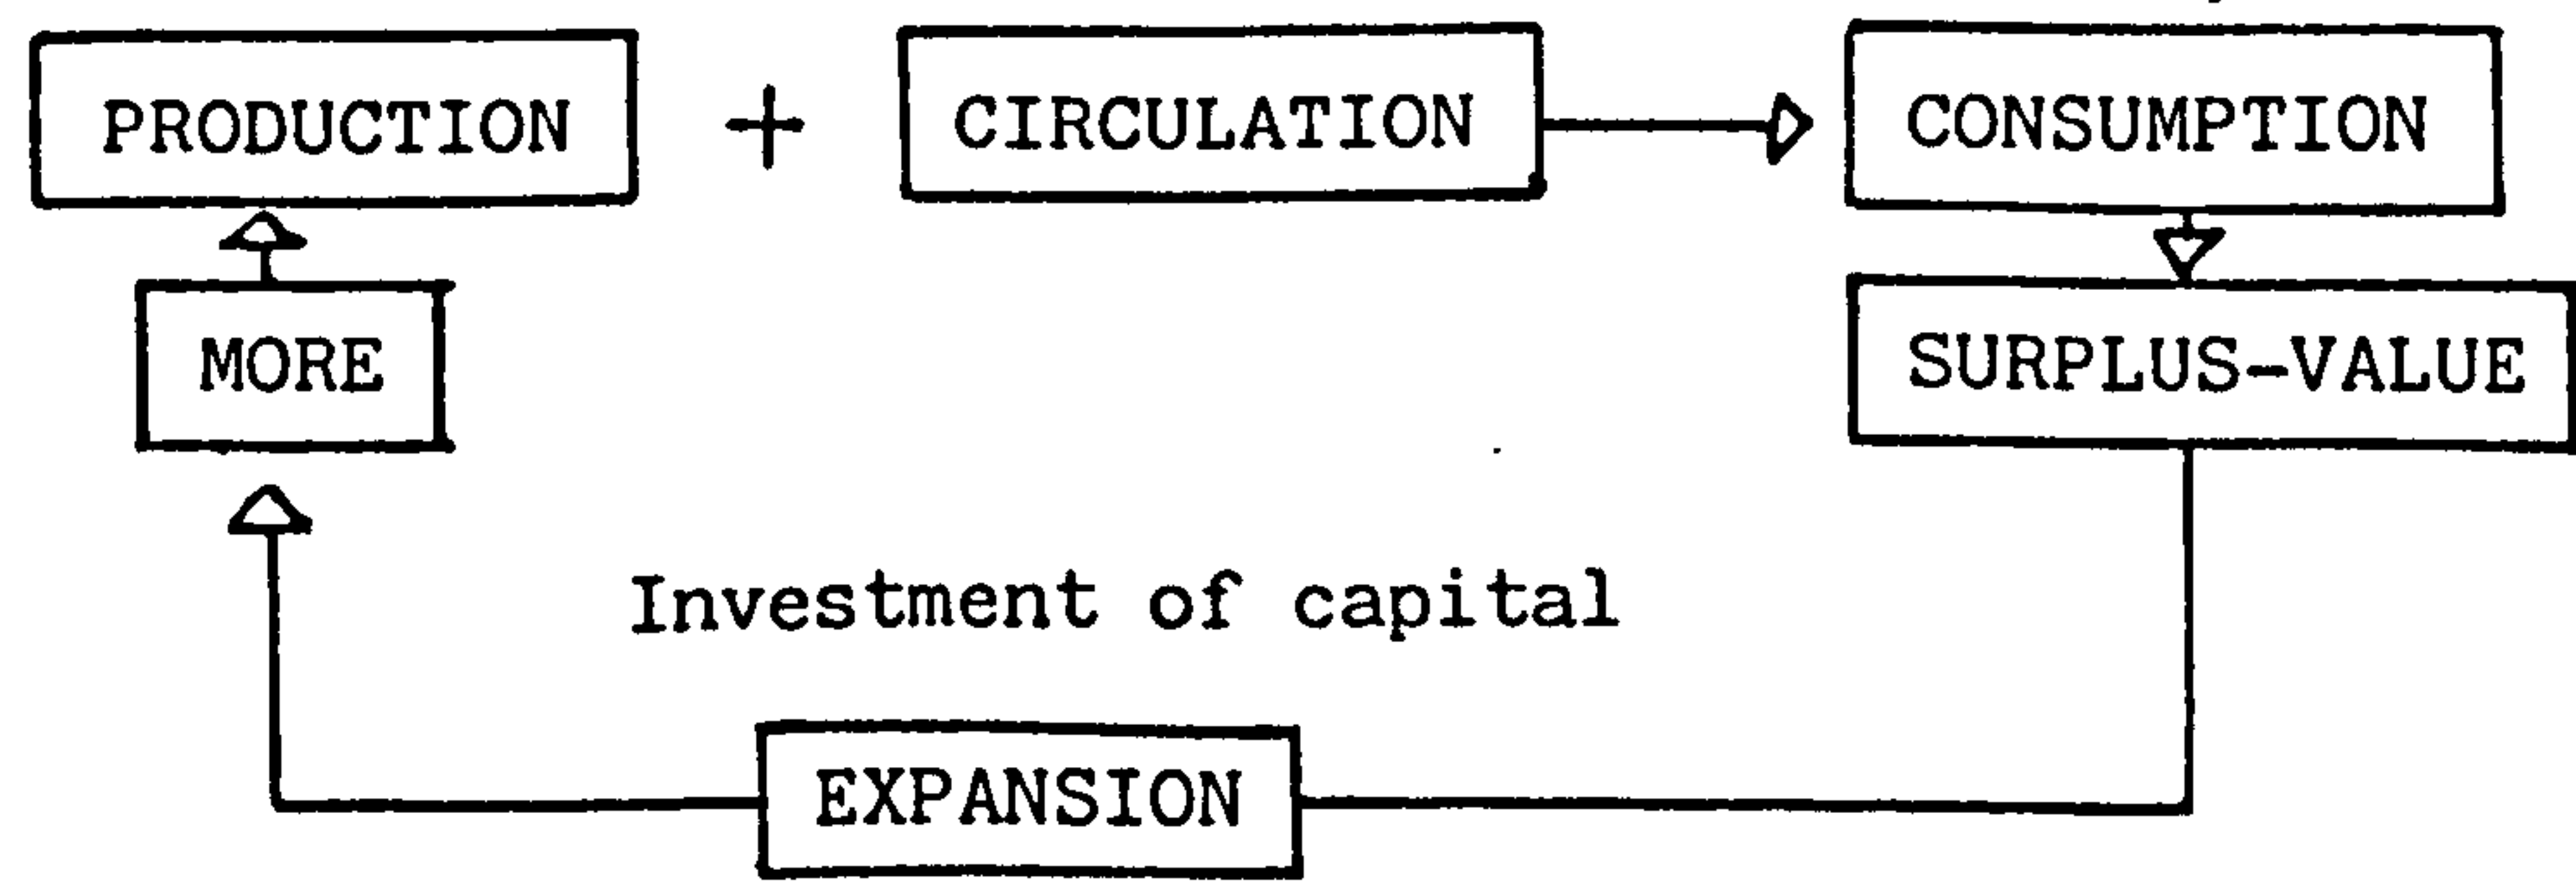 PRODUCTION + CIRCULATION CONSUMPTION
MORE SURPLUS-VALUE
Investment of capital
EXPANSION